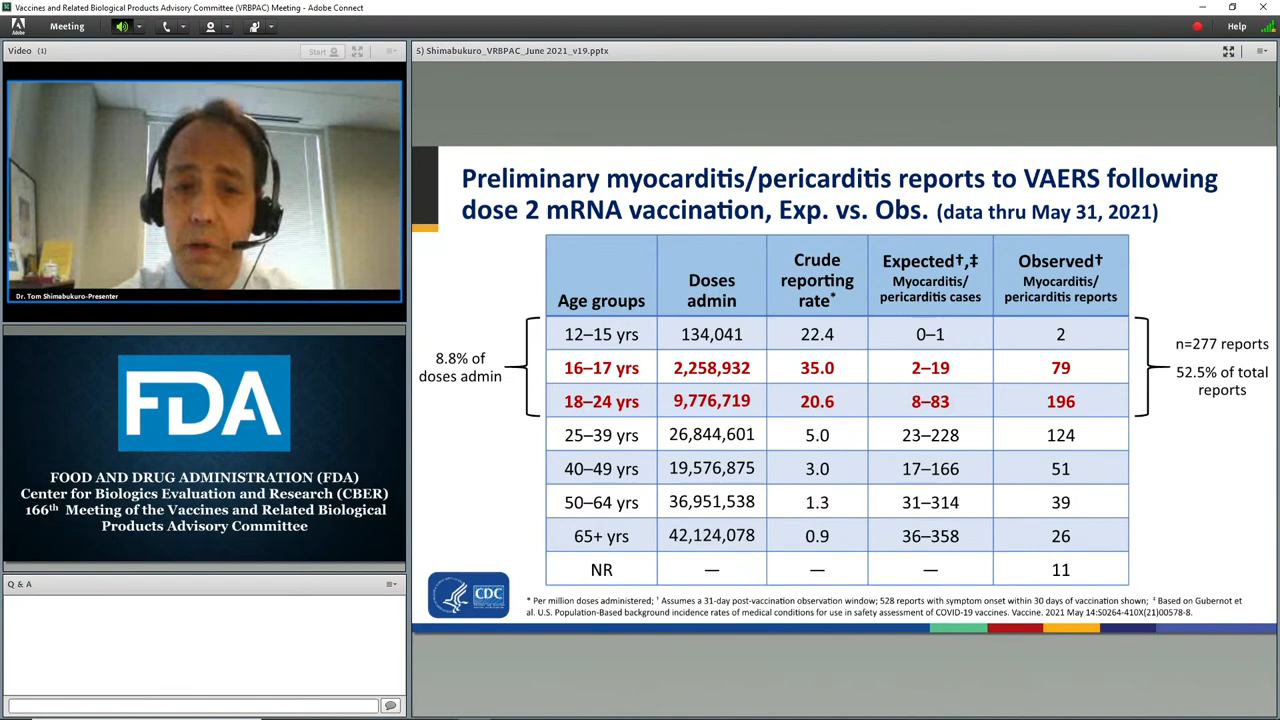 Vaccines and Related Biological Products Advisory Committee (VRBPAC) Meeting - Adobe Connect
Adobe
Meeting
Help
Video (1)
Start
Dr. Tom Shimabukuro-Presenter
FDA
FOOD AND DRUG ADMINISTRATION (FDA)
Center for Biologics Evaluation and Research (CBER)
166th Meeting of the Vaccines and Related Biological
Products Advisory Committee
Q & A
5) Shimabukuro_VRBPAC_June 2021_v19.pptx
Preliminary myocarditis/pericarditis reports to VAERS following
dose 2 mRNA vaccination, Exp. vs. Obs. (data thru May 31, 2021)
Age groups
Doses
admin
Crude
reporting
rate*
Expected†,‡
Myocarditis/
pericarditis cases
Observed†
Myocarditis/
pericarditis reports
12–15 yrs 134,041 22.4 0–1 2
16–17 yrs 2,258,932 35.0 2–19 79
18–24 yrs 9,776,719 20.6 8–83 196
25–39 yrs 26,844,601 5.0 23–228 124
40–49 yrs 19,576,875 3.0 17–166 51
50–64 yrs 36,951,538 1.3 31–314 39
65+ yrs 42,124,078 0.9 36–358 26
NR — — — 11
8.8% of
doses admin
n=277 reports
52.5% of total
reports
CDC
* Per million doses administered; † Assumes a 31-day post-vaccination observation window; 528 reports with symptom onset within 30 days of vaccination shown; ‡ Based on Gubernot et
al. U.S. Population-Based background incidence rates of medical conditions for use in safety assessment of COVID-19 vaccines. Vaccine. 2021 May 14:S0264-410X(21)00578-8.